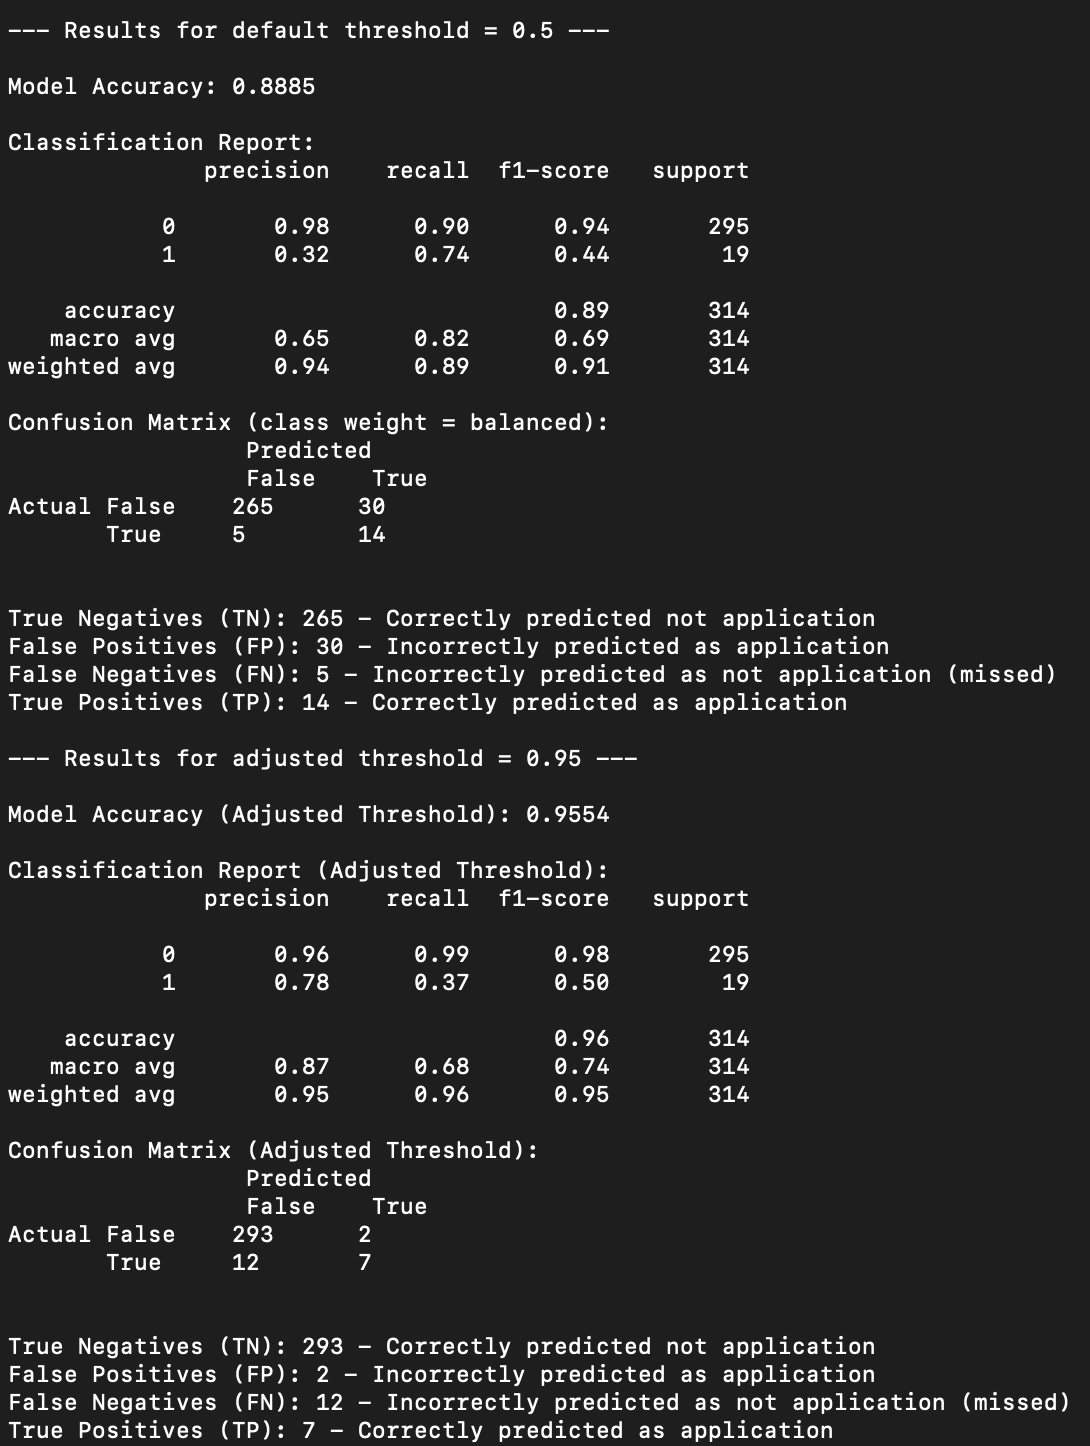 --- Results for default threshold = 0.5 ---
Model Accuracy: 0.8885
Classification Report:
precision recall f1-score support
0 0.98 0.90 0.94 295
1 0.32 0.74 0.44 19
accuracy 0.89 314
macro avg 0.65 0.82 0.69 314
weighted avg 0.94 0.89 0.91 314
Confusion Matrix (class weight = balanced):
Predicted
False True
Actual False 265 30
True 5 14
True Negatives (TN): 265 - Correctly predicted not application
False Positives (FP): 30 - Incorrectly predicted as application
False Negatives (FN): 5 - Incorrectly predicted as not application (missed)
True Positives (TP): 14 - Correctly predicted as application
--- Results for adjusted threshold = 0.95 ---
Model Accuracy (Adjusted Threshold): 0.9554
Classification Report (Adjusted Threshold):
precision recall f1-score support
0 0.96 0.99 0.98 295
1 0.78 0.37 0.50 19
accuracy 0.96 314
macro avg 0.87 0.68 0.74 314
weighted avg 0.95 0.96 0.95 314
Confusion Matrix (Adjusted Threshold):
Predicted
False True
Actual False 293 2
True 12 7
True Negatives (TN): 293 - Correctly predicted not application
False Positives (FP): 2 - Incorrectly predicted as application
False Negatives (FN): 12 - Incorrectly predicted as not application (missed)
True Positives (TP): 7 - Correctly predicted as application